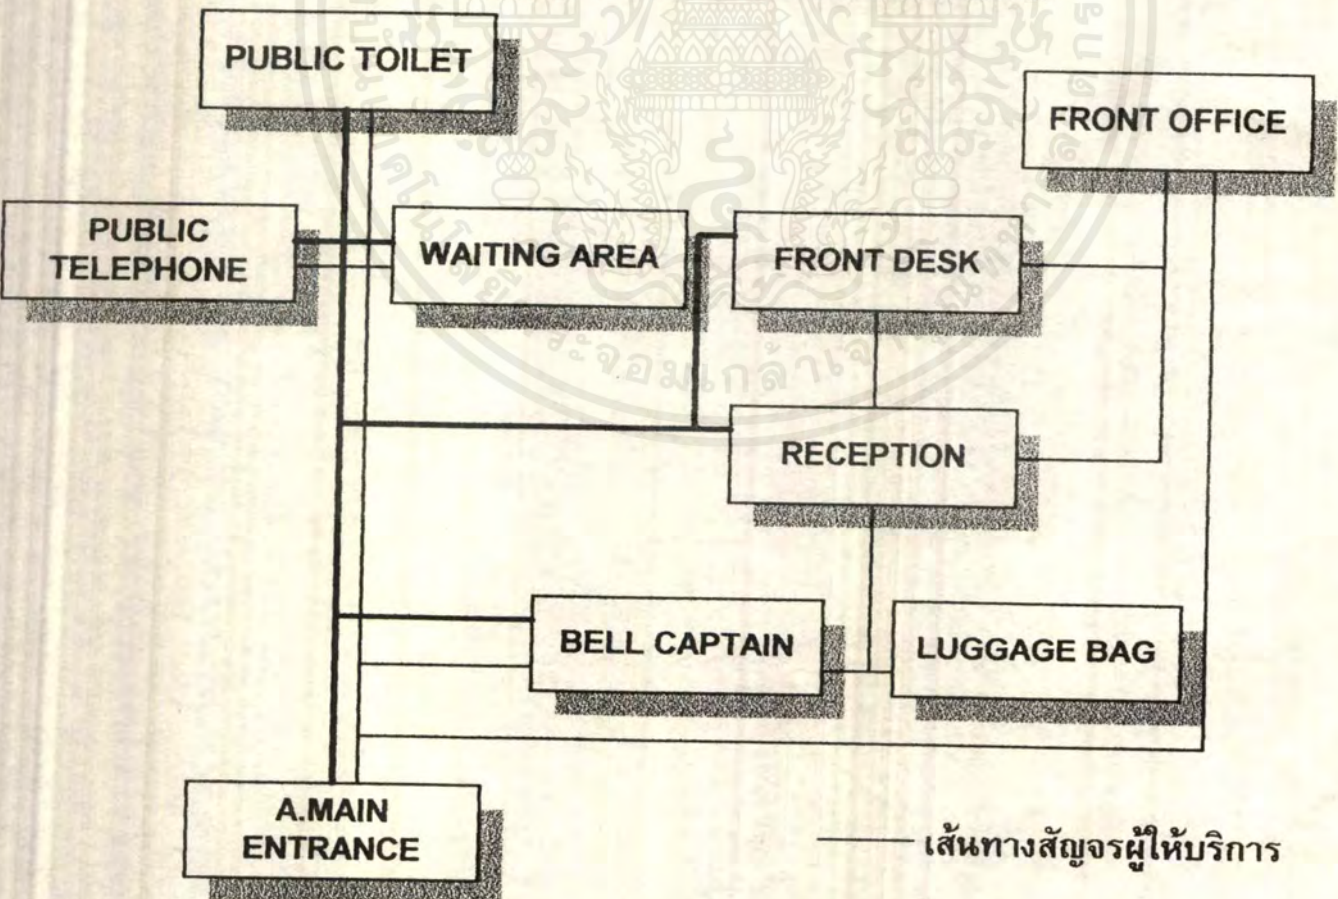 PUBLIC TOILET
FRONT OFFICE
PUBLIC
TELEPHONE
WAITING AREA
FRONT DESK
RECEPTION
BELL CAPTAIN
LUGGAGE BAG
A.MAIN
ENTRANCE
เส้นทางสัญจรผู้ให้บริการ